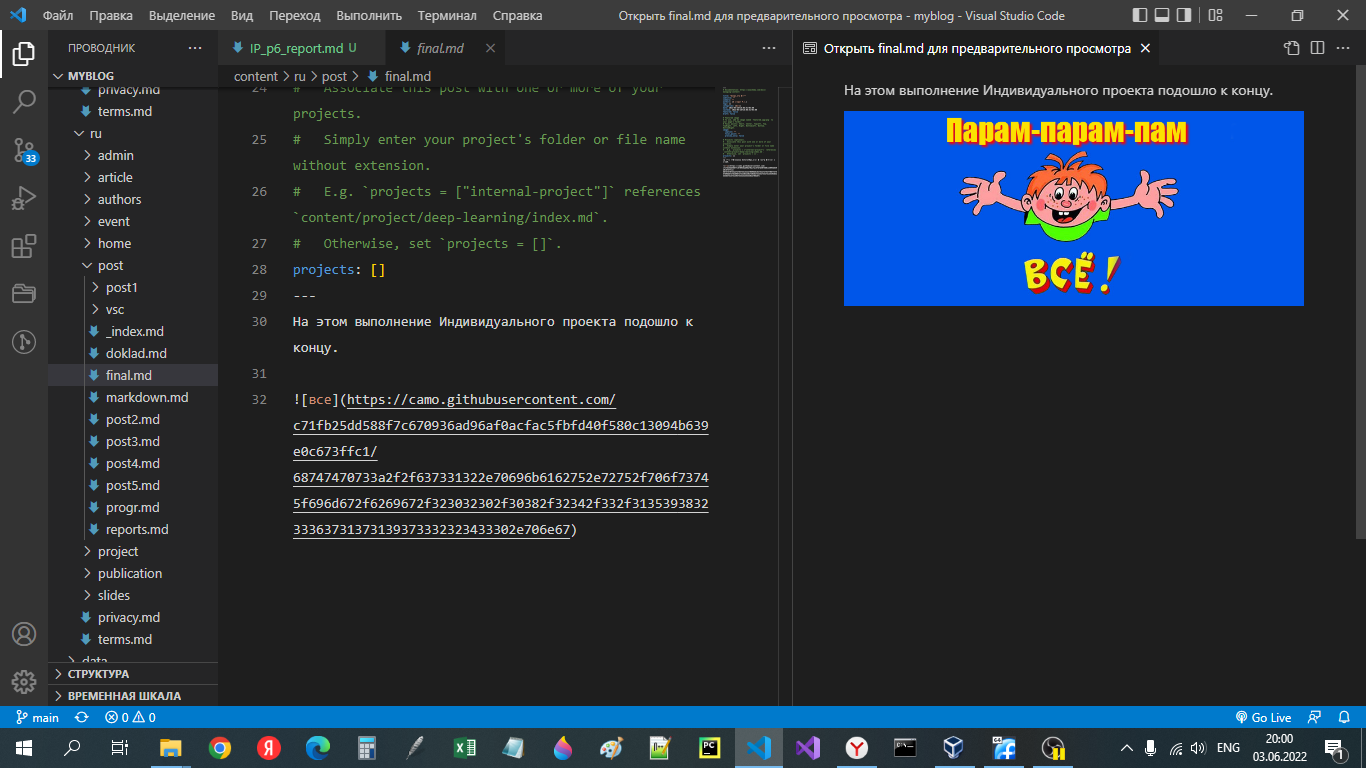 Файл Правка Выделение Вид Переход Выполнить Терминал Справка
Открыть final.md для предварительного просмотра - myblog - Visual Studio Code
ПРОВОДНИК
MYBLOG
privacy.md
terms.md
ru
admin
article
authors
event
home
post
post1
vsc
_index.md
doklad.md
final.md
markdown.md
post2.md
post3.md
post4.md
post5.md
progr.md
reports.md
project
publication
slides
privacy.md
terms.md
data
СТРУКТУРА
ВРЕМЕННАЯ ШКАЛА
33
IP_p6_report.md U
final.md
content > ru > post > final.md
24 # Associate this post with one or more of your
projects.
25 # Simply enter your project's folder or file name
without extension.
26 # E.g. `projects = ["internal-project"]` references
`content/project/deep-learning/index.md`.
27 # Otherwise, set `projects = []`.
28 projects: []
29 ---
30 На этом выполнение Индивидуального проекта подошло к
концу.
31
32 ![все](https://camo.githubusercontent.com/
c71fb25dd588f7c670936ad96af0acfac5fbfd40f580c13094b639
e0c673ffc1/
68747470733a2f2f637331322e70696b6162752e72752f706f7374
5f696d672f6269672f323032302f30382f32342f332f3135393832
3336373137313937333232343330 2e706e67)
Открыть final.md для предварительного просмотра
На этом выполнение Индивидуального проекта подошло к концу.
Парам-парам-пам
ВСЁ!
main
0 0
Go Live
ENG
20:00
03.06.2022
1